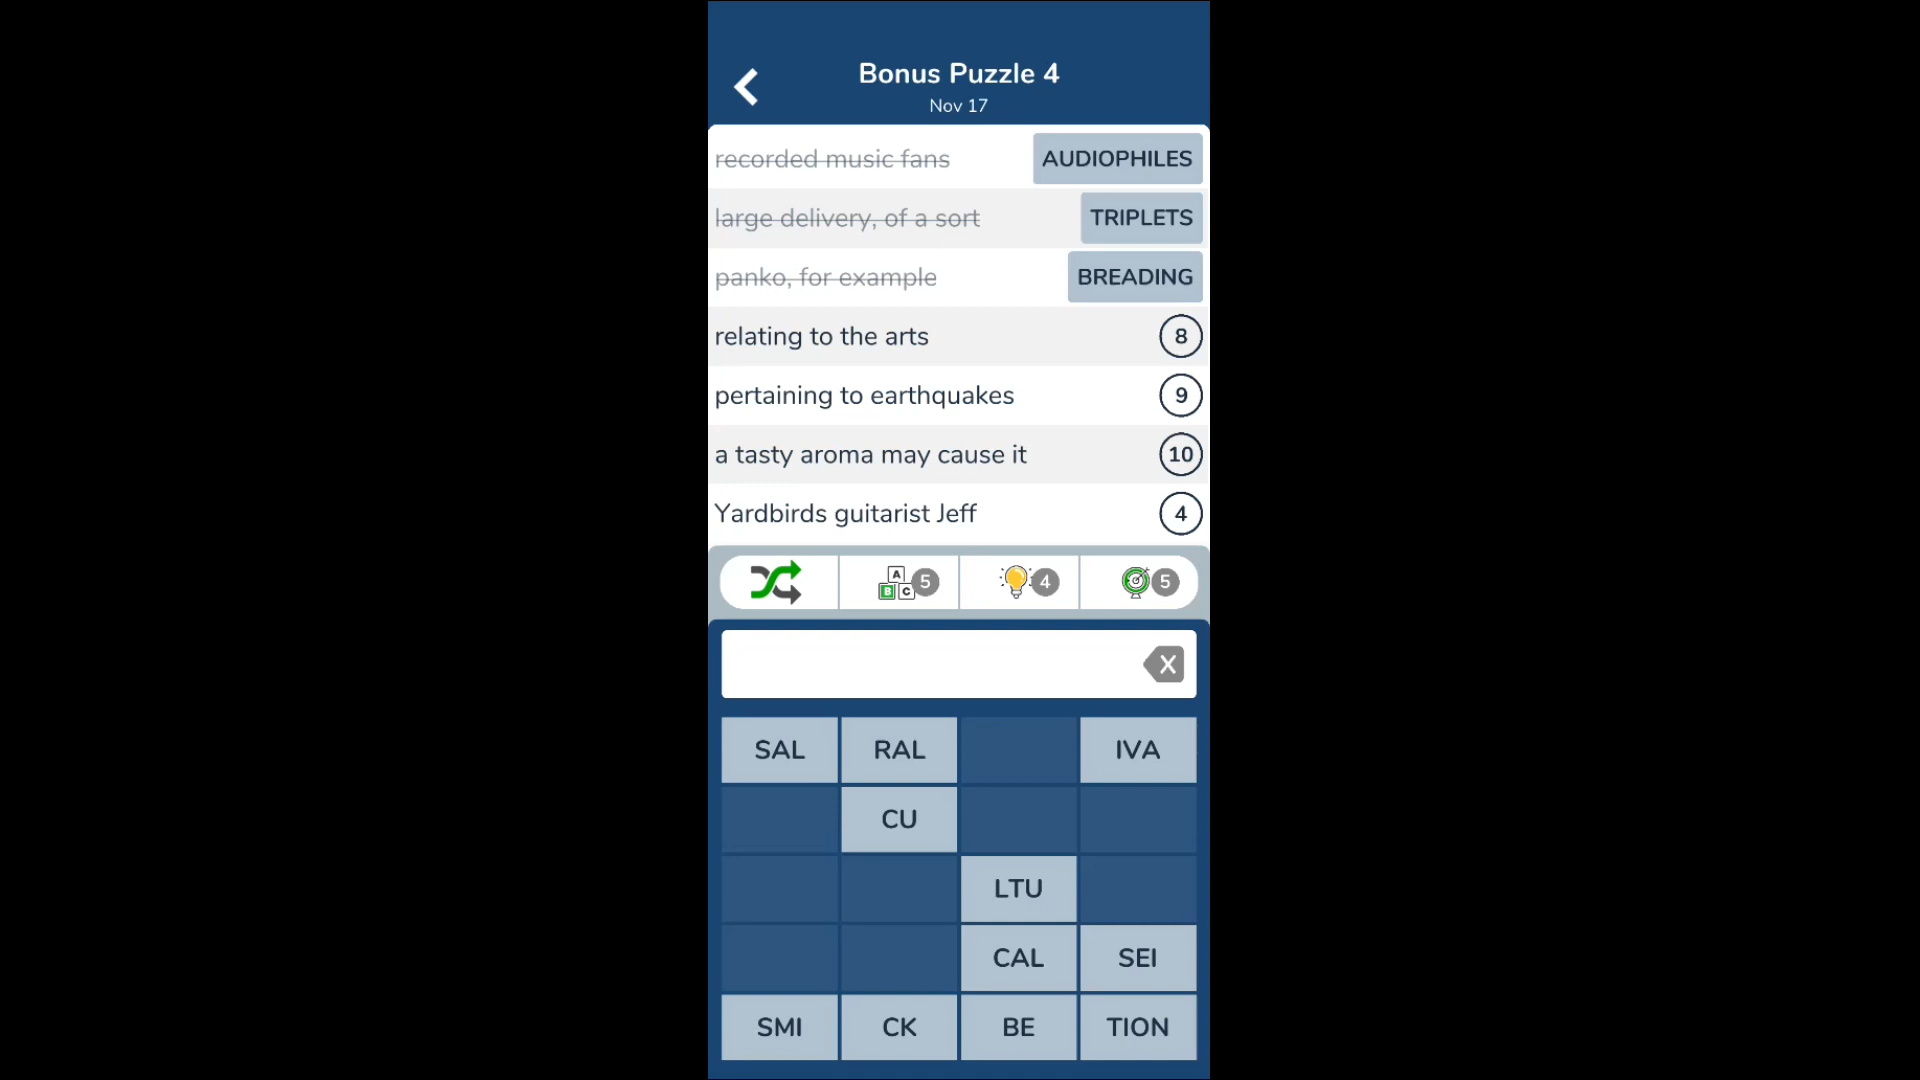 Bonus Puzzle 4
Nov 17
recorded music fans AUDIOPHILES
large delivery, of a sort TRIPLETS
panko, for example BREADING
relating to the arts 8
pertaining to earthquakes 9
a tasty aroma may cause it 10
Yardbirds guitarist Jeff 4
A B C 5 4 5
X
SAL RAL IVA
CU
LTU
CAL SEI
SMI CK BE TION